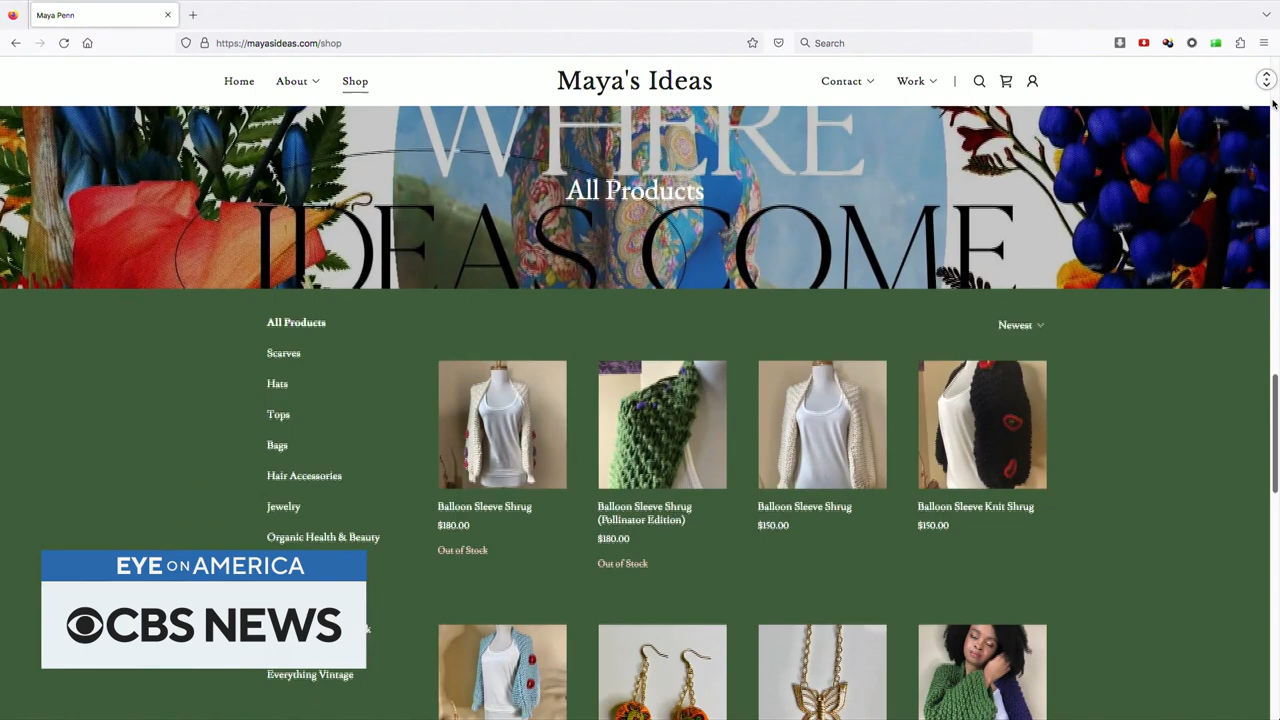 Maya Penn
https://mayasideas.com/shop
Search
Home
About
Shop
Maya's Ideas
Contact
Work
WHERE
All Products
IDEAS COME
All Products
Scarves
Hats
Tops
Bags
Hair Accessories
Jewelry
Organic Health & Beauty
Everything Vintage
Newest
Balloon Sleeve Shrug
$180.00
Out of Stock
Balloon Sleeve Shrug
(Pollinator Edition)
$180.00
Out of Stock
Balloon Sleeve Shrug
$150.00
Balloon Sleeve Knit Shrug
$150.00
EYE ON AMERICA
CBS NEWS